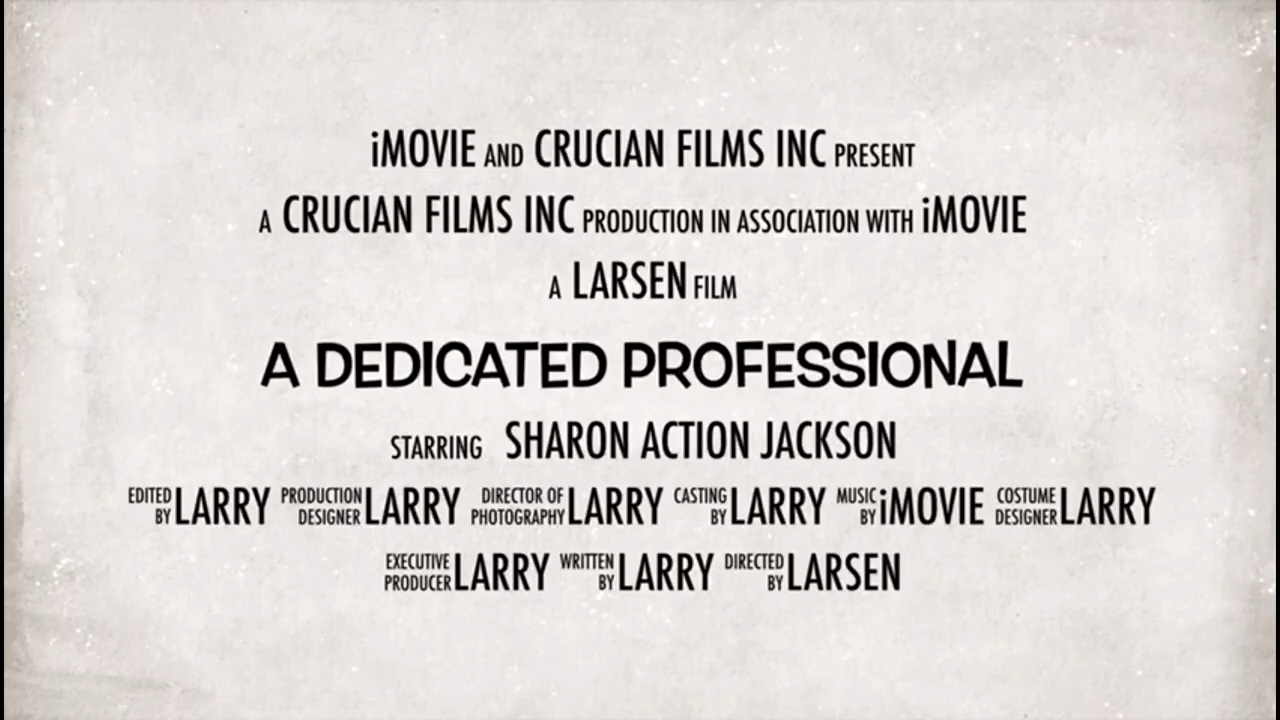 iMOVIE AND CRUCIAN FILMS INC PRESENT
A CRUCIAN FILMS INC PRODUCTION IN ASSOCIATION WITH iMOVIE
A LARSEN FILM
A DEDICATED PROFESSIONAL
STARRING SHARON ACTION JACKSON
EDITED BY LARRY PRODUCTION DESIGNER LARRY DIRECTOR OF PHOTOGRAPHY LARRY CASTING BY LARRY MUSIC BY iMOVIE COSTUME DESIGNER LARRY
EXECUTIVE PRODUCER LARRY WRITTEN BY LARRY DIRECTED BY LARSEN